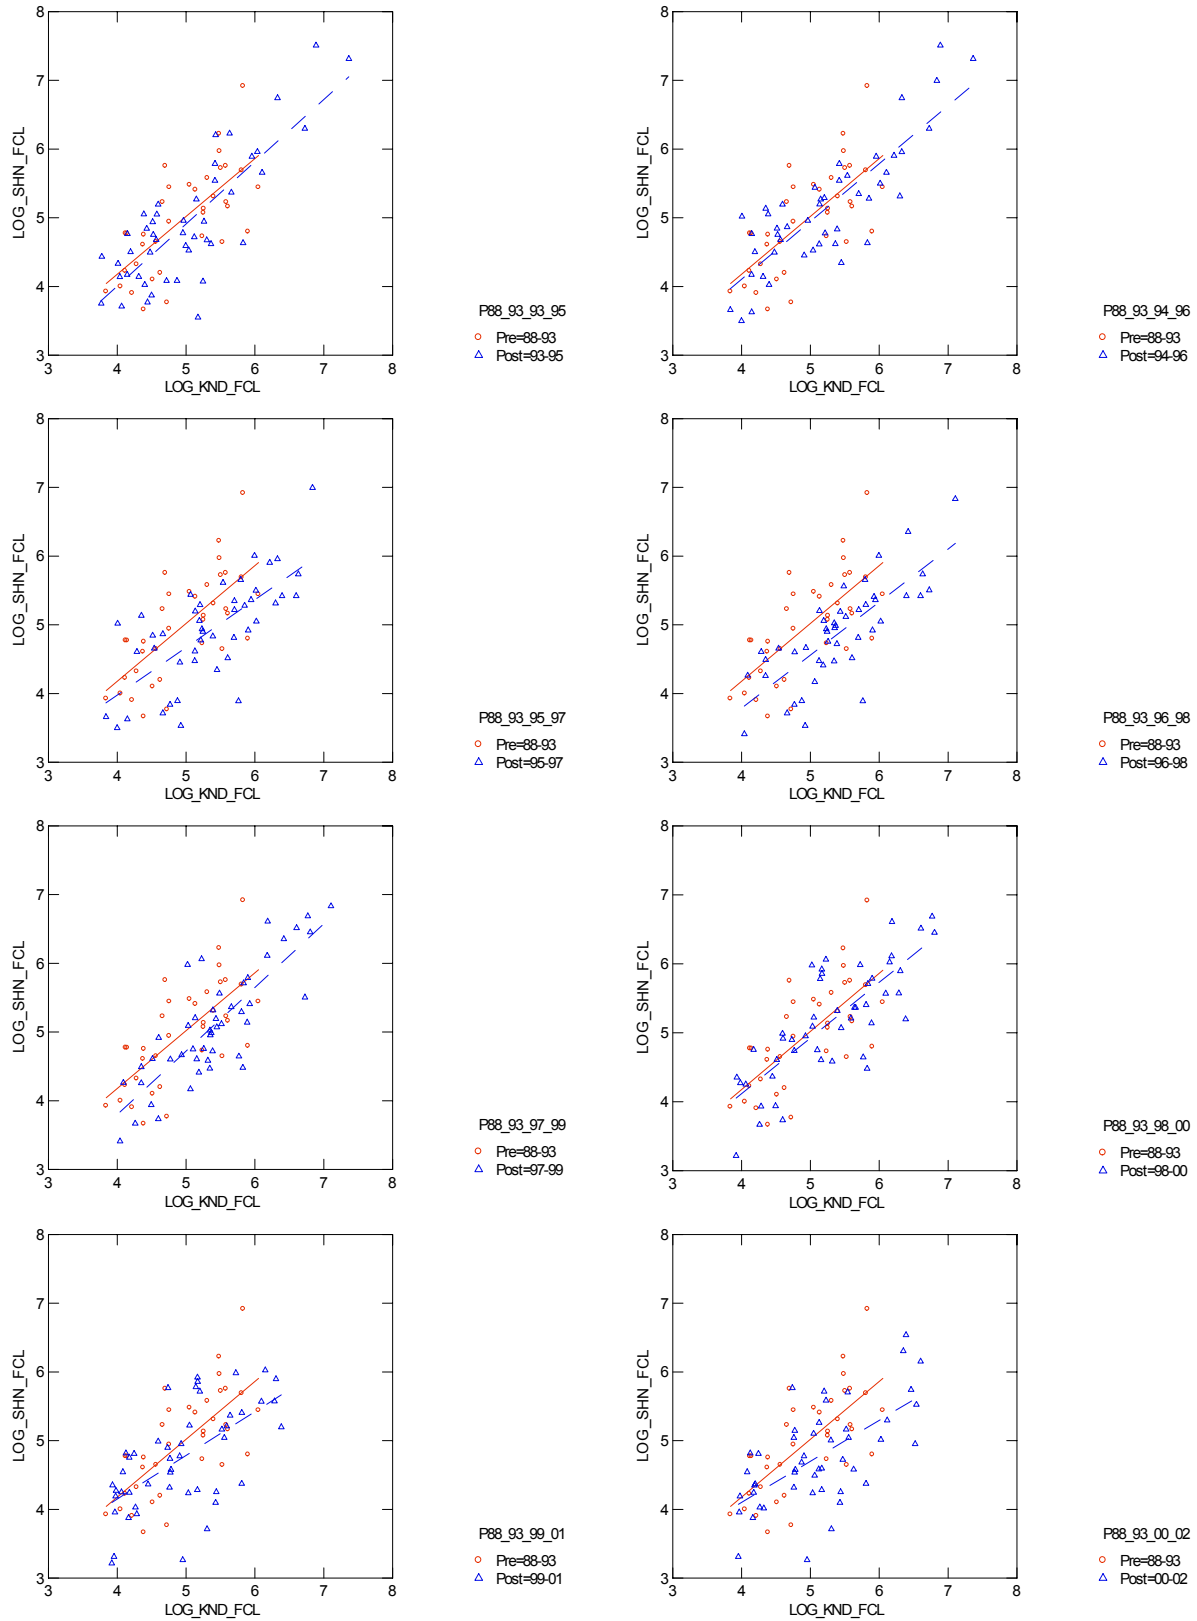 8
7
6
5
4
3
LOG_SHN_FCL
3 4 5 6 7 8
LOG_KND_FCL
P88_93_93_95
Pre=88-93
Post=93-95
8
7
6
5
4
3
LOG_SHN_FCL
3 4 5 6 7 8
LOG_KND_FCL
P88_93_94_96
Pre=88-93
Post=94-96
8
7
6
5
4
3
LOG_SHN_FCL
3 4 5 6 7 8
LOG_KND_FCL
P88_93_95_97
Pre=88-93
Post=95-97
8
7
6
5
4
3
LOG_SHN_FCL
3 4 5 6 7 8
LOG_KND_FCL
P88_93_96_98
Pre=88-93
Post=96-98
8
7
6
5
4
3
LOG_SHN_FCL
3 4 5 6 7 8
LOG_KND_FCL
P88_93_97_99
Pre=88-93
Post=97-99
8
7
6
5
4
3
LOG_SHN_FCL
3 4 5 6 7 8
LOG_KND_FCL
P88_93_98_00
Pre=88-93
Post=98-00
8
7
6
5
4
3
LOG_SHN_FCL
3 4 5 6 7 8
LOG_KND_FCL
P88_93_99_01
Pre=88-93
Post=99-01
8
7
6
5
4
3
LOG_SHN_FCL
3 4 5 6 7 8
LOG_KND_FCL
P88_93_00_02
Pre=88-93
Post=00-02